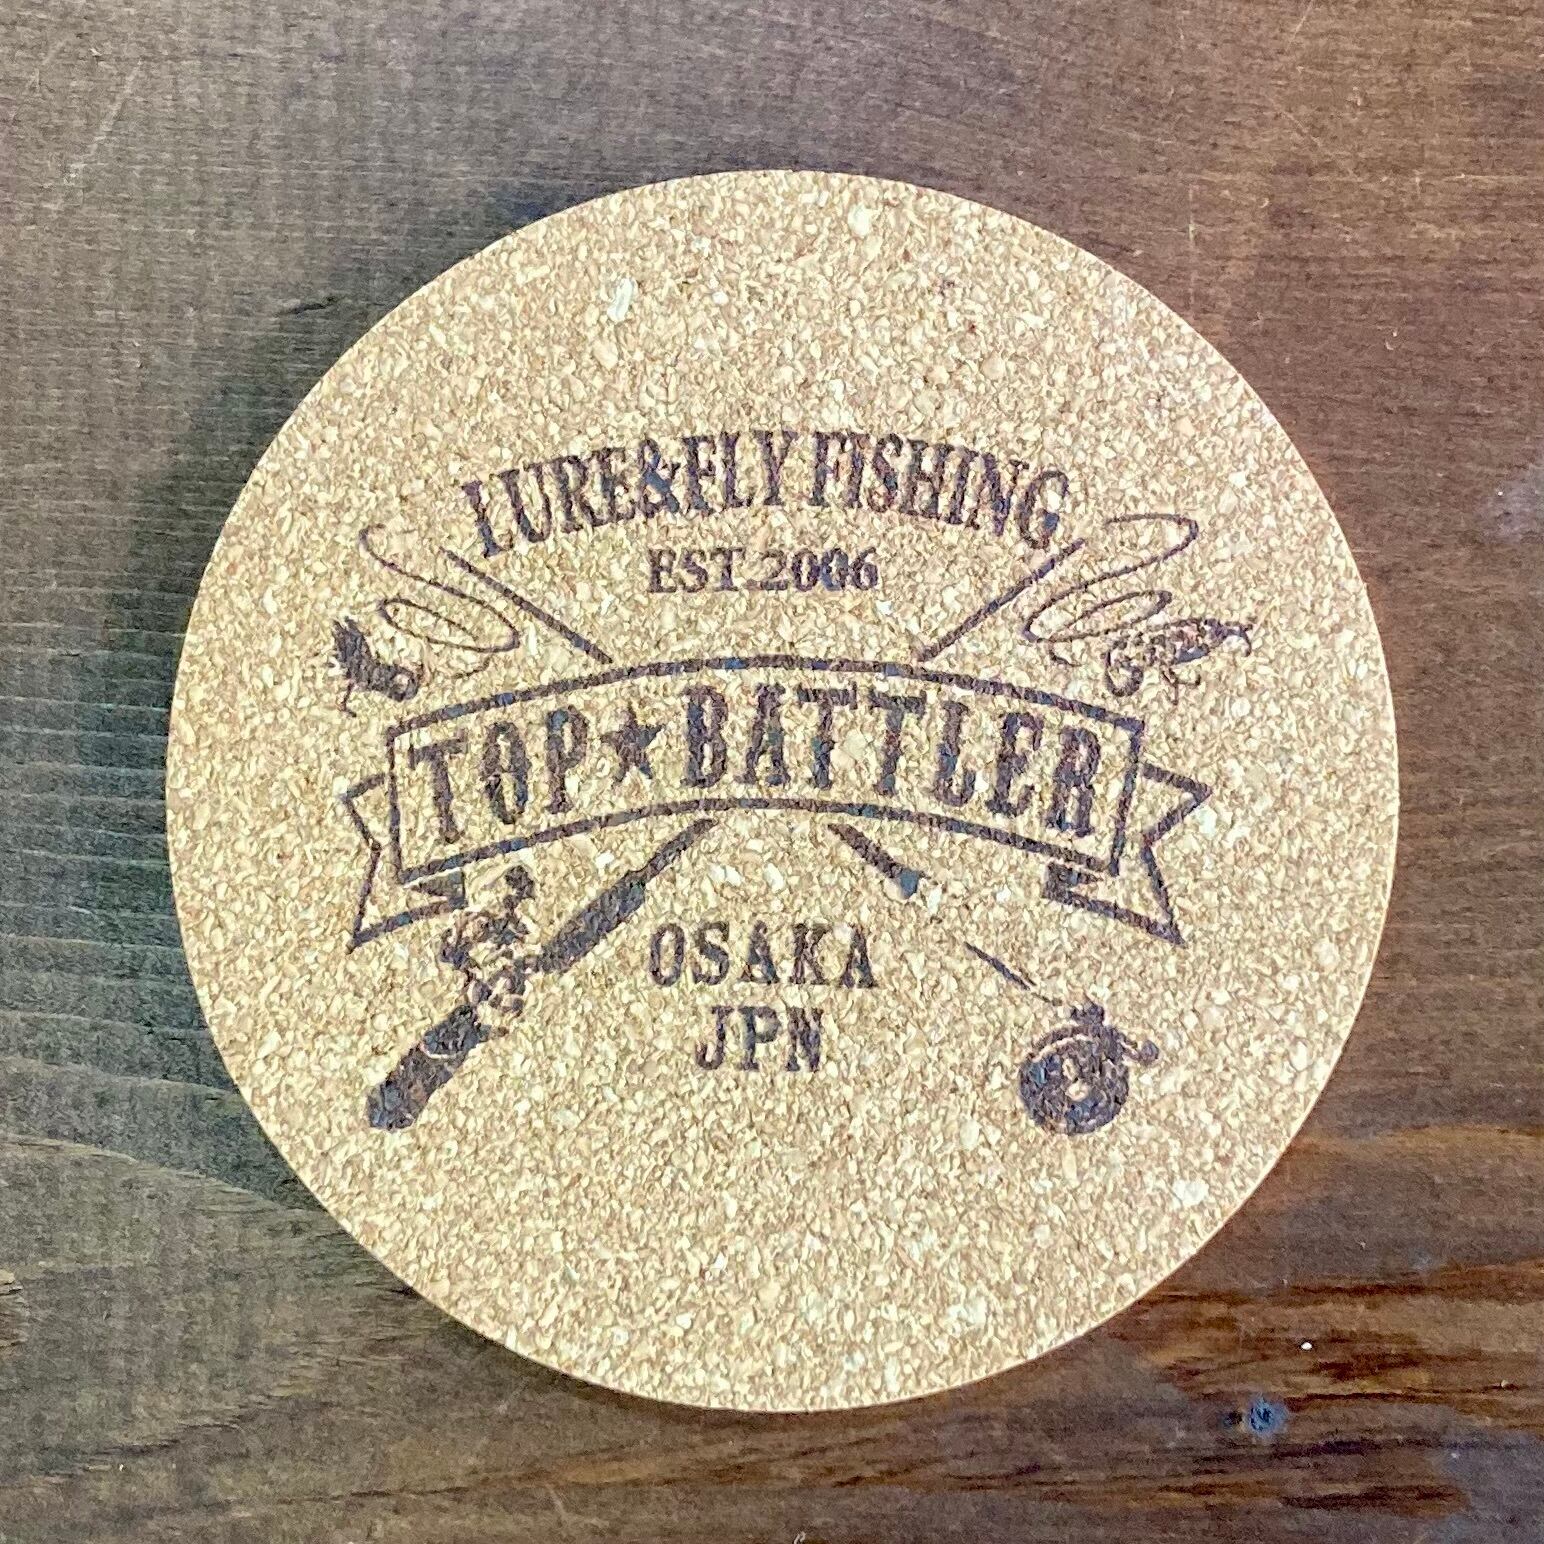 LURE&FLY FISHING
EST.2006
TOP★BATTLER
OSAKA
JPN